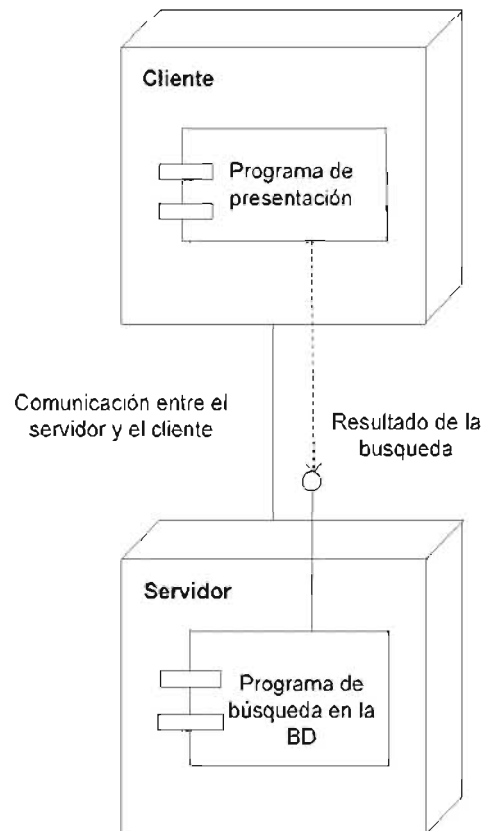 Cliente
Programa de
presentación
Comunicación entre el
servidor y el cliente
Resultado de la
busqueda
Servidor
Programa de
búsqueda en la
BD